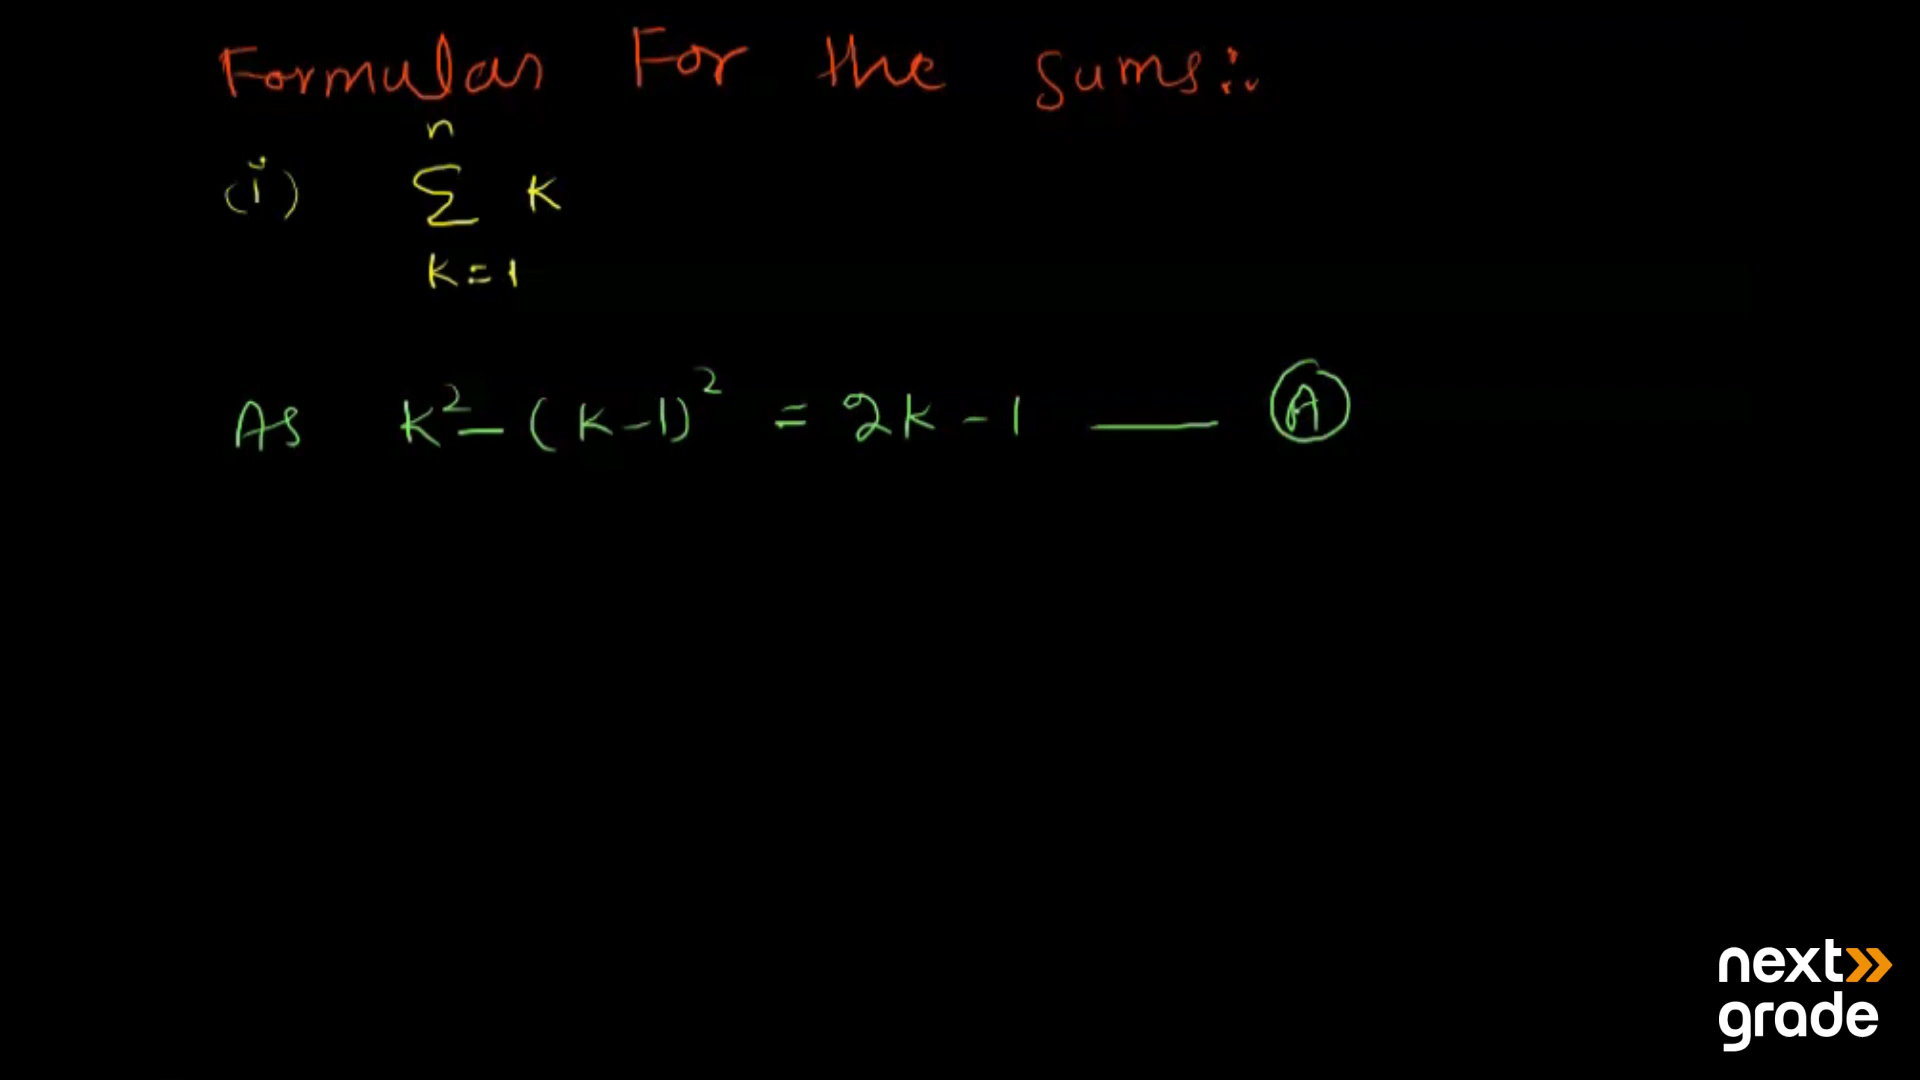 Formulas For the Sums:-
(i) n
∑ k
k=1
As k² - (k-1)² = 2k - 1 —— Ⓐ
next
grade